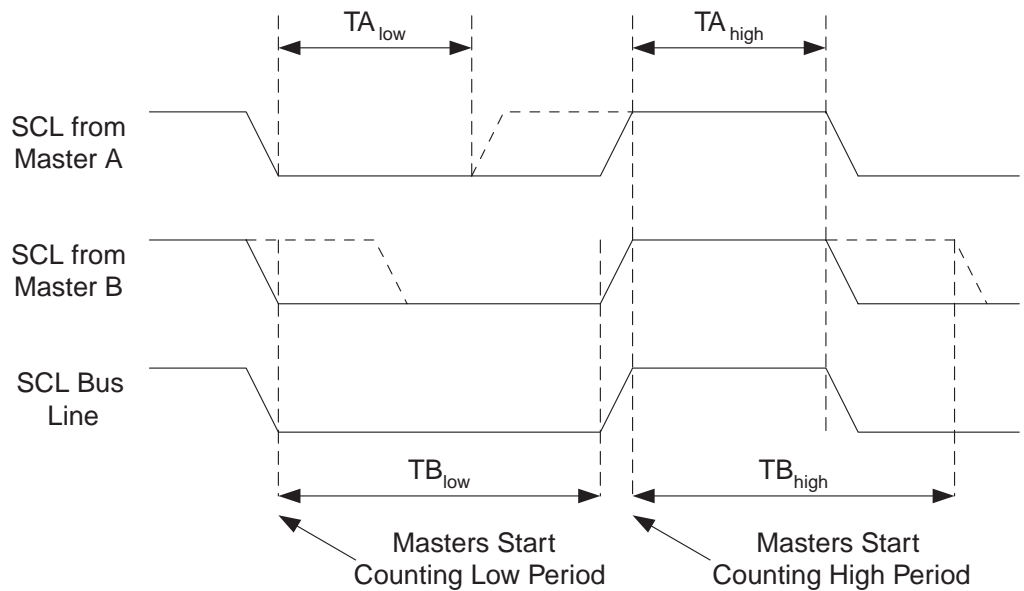 TA low
TA high
SCL from
Master A
SCL from
Master B
SCL Bus
Line
TB low
TB high
Masters Start
Counting Low Period
Masters Start
Counting High Period